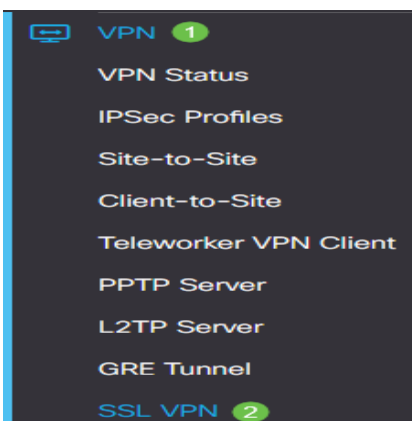 VPN 1
VPN Status
IPSec Profiles
Site-to-Site
Client-to-Site
Teleworker VPN Client
PPTP Server
L2TP Server
GRE Tunnel
SSL VPN 2